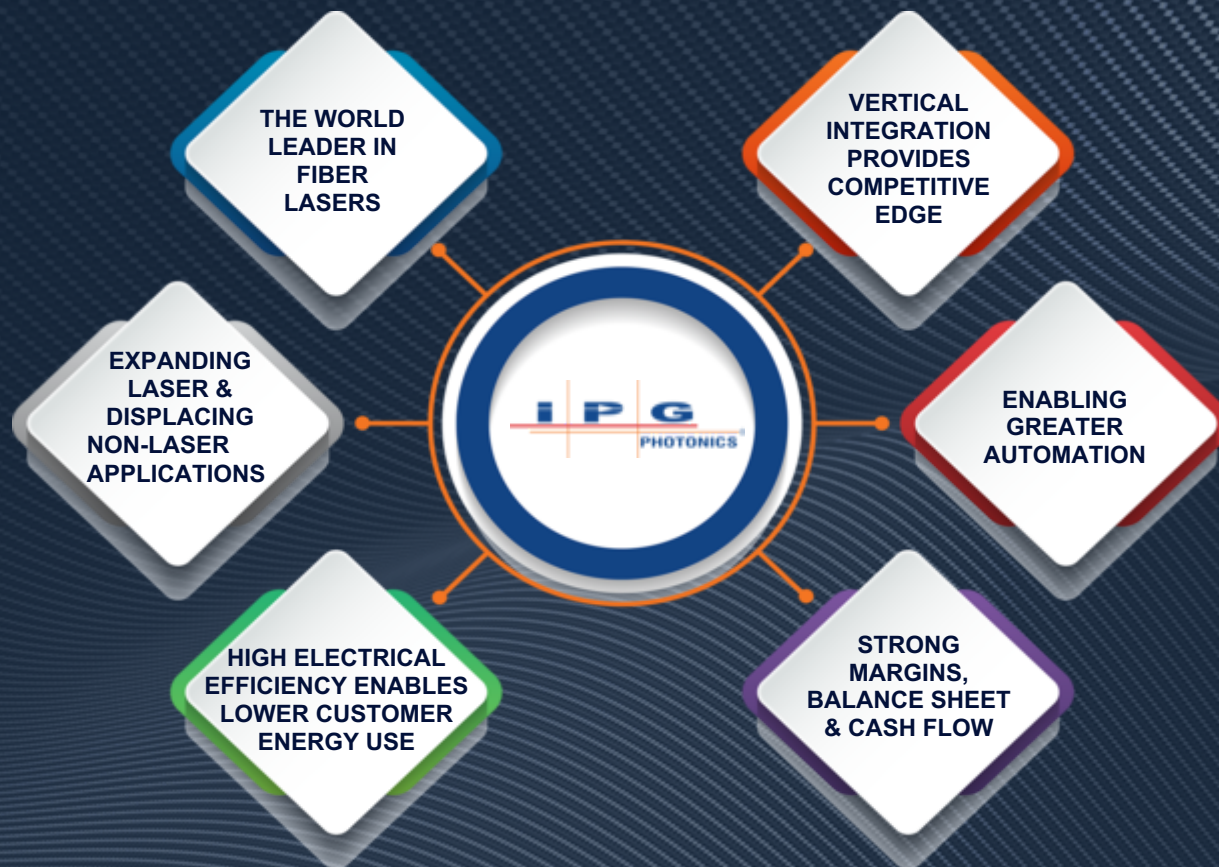 THE WORLD
LEADER IN
FIBER
LASERS
VERTICAL
INTEGRATION
PROVIDES
COMPETITIVE
EDGE
EXPANDING
LASER &
DISPLACING
NON-LASER
APPLICATIONS
IPG
PHOTONICS®
ENABLING
GREATER
AUTOMATION
HIGH ELECTRICAL
EFFICIENCY ENABLES
LOWER CUSTOMER
ENERGY USE
STRONG
MARGINS,
BALANCE SHEET
& CASH FLOW